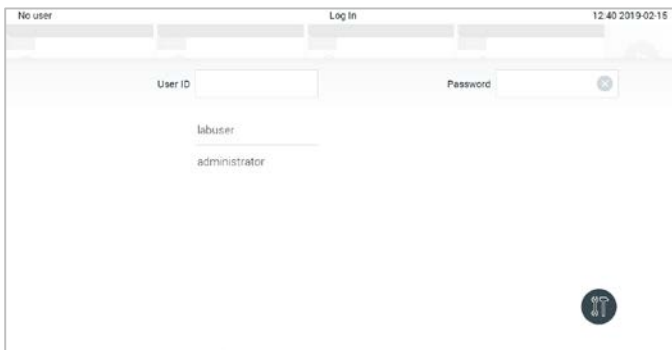 No user Log In 12:40 2019-02-15
User ID Password
labuser
administrator